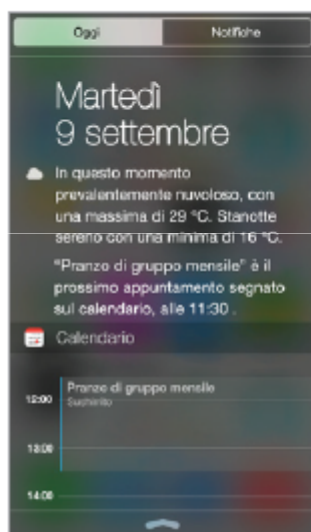 Oggi Notifiche
Martedì
9 settembre
In questo momento
prevalentemente nuvoloso, con
una massima di 29 °C. Stanotte
sereno con una minima di 16 °C.
"Pranzo di gruppo mensile" è il
prossimo appuntamento segnato
sul calendario, alle 11:30 .
Calendario
Pranzo di gruppo mensile
12:00
13:00
14:00